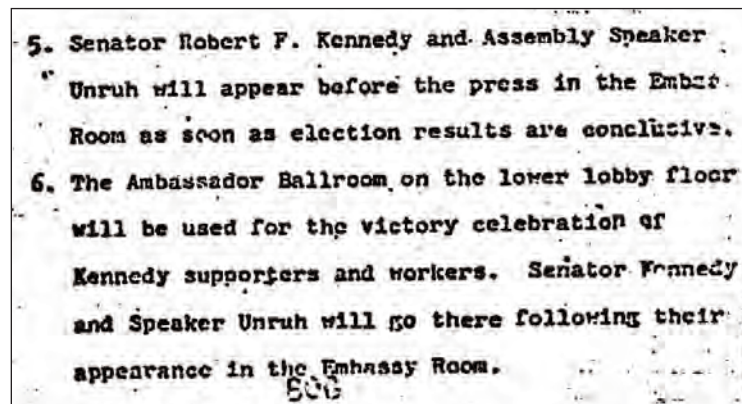 5. Senator Robert F. Kennedy and Assembly Speaker
Unruh will appear before the press in the
Room as soon as election results are conclusive.
6. The Ambassador Ballroom on the lower lobby floor
will be used for the victory celebration of
Kennedy supporters and workers. Senator Kennedy
and Speaker Unruh will go there following their
appearance in the Embassy Room.